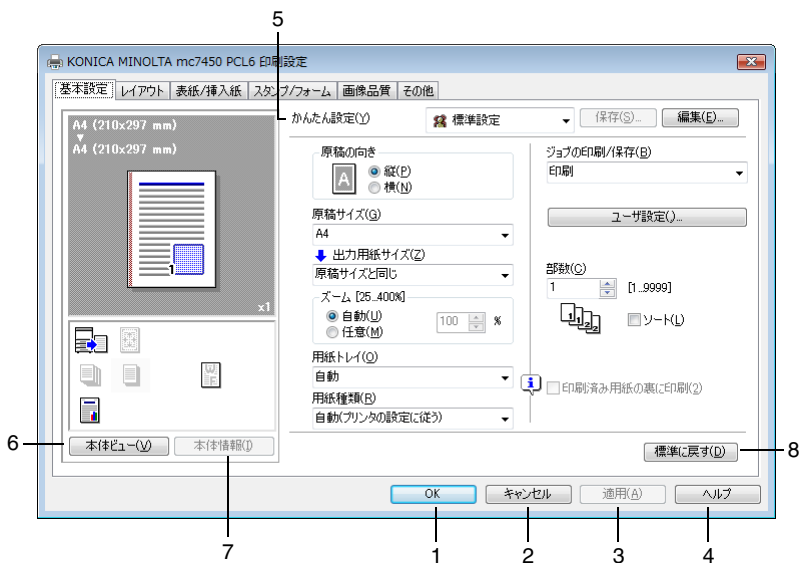 5
KONICA MINOLTA mc7450 PCL6 印刷設定
基本設定 レイアウト 表紙/挿入紙 スタンプ/フォーム 画像品質 その他
A4 (210x297 mm)
A4 (210x297 mm)
1
x1
かんたん設定(Y) 標準設定 保存(S)... 編集(E)...
原稿の向き
A
縦(P)
横(N)
原稿サイズ(G)
A4
出力用紙サイズ(Z)
原稿サイズと同じ
ズーム [25..400%]
自動(U)
任意(M)
100 %
用紙トレイ(O)
自動
用紙種類(R)
自動(プリンタの設定に従う)
ジョブの印刷/保存(B)
印刷
ユーザ設定(,)...
部数(C)
1 [1..9999]
1 1 2 2
ソート(L)
印刷済み用紙の裏に印刷(2)
W
F
6
本体ビュー(V) 本体情報(I)
標準に戻す(D)
8
OK キャンセル 適用(A) ヘルプ
7
1 2 3 4